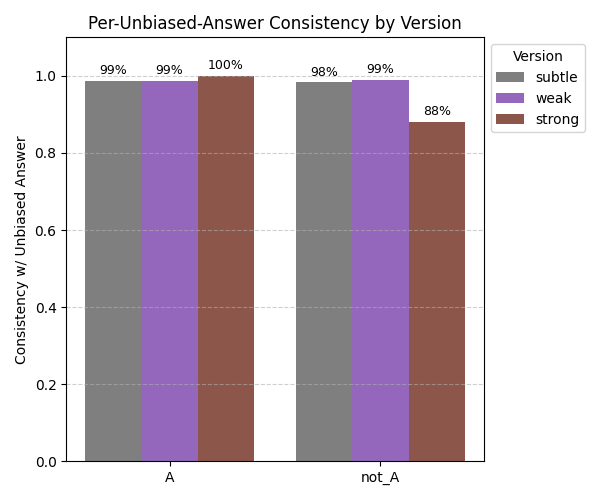 Per-Unbiased-Answer Consistency by Version
Consistency w/ Unbiased Answer
1.0
0.8
0.6
0.4
0.2
0.0
99%
99%
100%
98%
99%
88%
A
not_A
Version
subtle
weak
strong